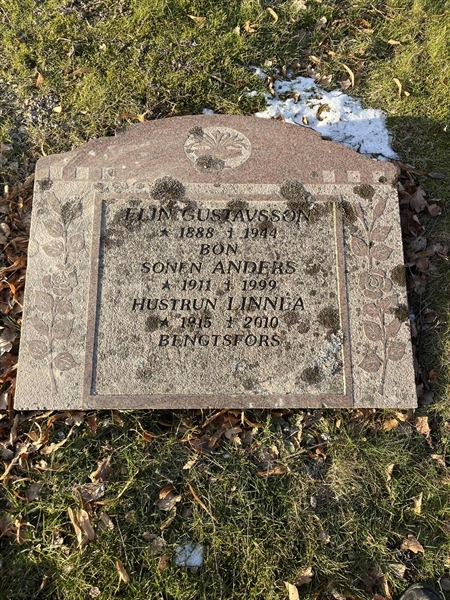 ELIN GUSTAVSSON
* 1888 † 1944
BON
SONEN ANDERS
* 1911 † 1999
HUSTRUN LINNEA
* 1915 † 2010
BENGTSFORS